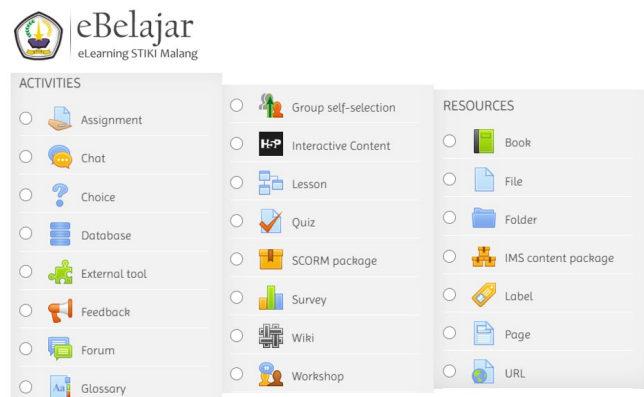 eBelajar
eLearning STIKI Malang
ACTIVITIES
Assignment
Chat
Choice
Database
External tool
Feedback
Forum
Aa
Glossary
Group self-selection
H-P
Interactive Content
Lesson
Quiz
SCORM package
Survey
Wiki
Workshop
RESOURCES
Book
File
Folder
IMS content package
Label
Page
URL